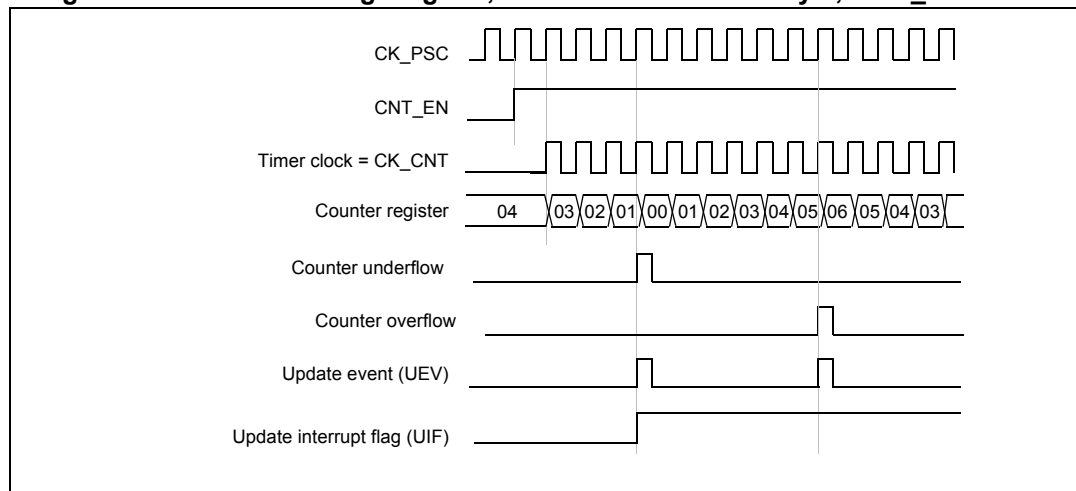 CK_PSC
CNT_EN
Timer clock = CK_CNT
Counter register 04 03 02 01 00 01 02 03 04 05 06 05 04 03
Counter underflow
Counter overflow
Update event (UEV)
Update interrupt flag (UIF)